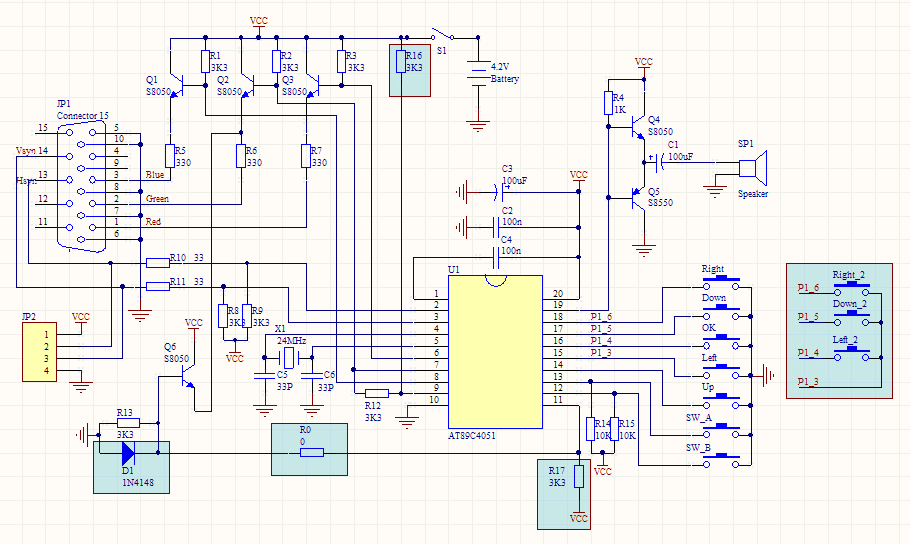 VCC
R1
3K3
R2
3K3
R3
3K3
R16
3K3
S1
4.2V
Battery
VCC
Q1
S8050
Q2
S8050
Q3
S8050
R4
1K
Q4
S8050
C1
100uF
SP1
Speaker
Q5
S8550
JP1
Connector 15
15
5
10
Vsyn 14
4
9
Hsyn 13
3
Blue
8
12
2
Green
7
11
1
Red
6
R5
330
R6
330
R7
330
C3
100uF
VCC
C2
100n
C4
100n
R10 33
R11 33
U1
1
2
3
4
5
6
7
8
9
10
20
19
18
17
16
15
14
13
12
11
P1_6
P1_5
P1_4
P1_3
AT89C4051
Right
Down
OK
Left
Up
SW_A
SW_B
Right_2
P1_6
Down_2
P1_5
Left_2
P1_4
P1_3
JP2
VCC
1
2
3
4
VCC
Q6
S8050
R8
3K3
R9
3K3
VCC
X1
24MHz
C5
33P
C6
33P
R12
3K3
R13
3K3
D1
1N4148
R0
0
R14
10K
R15
10K
VCC
R17
3K3
VCC